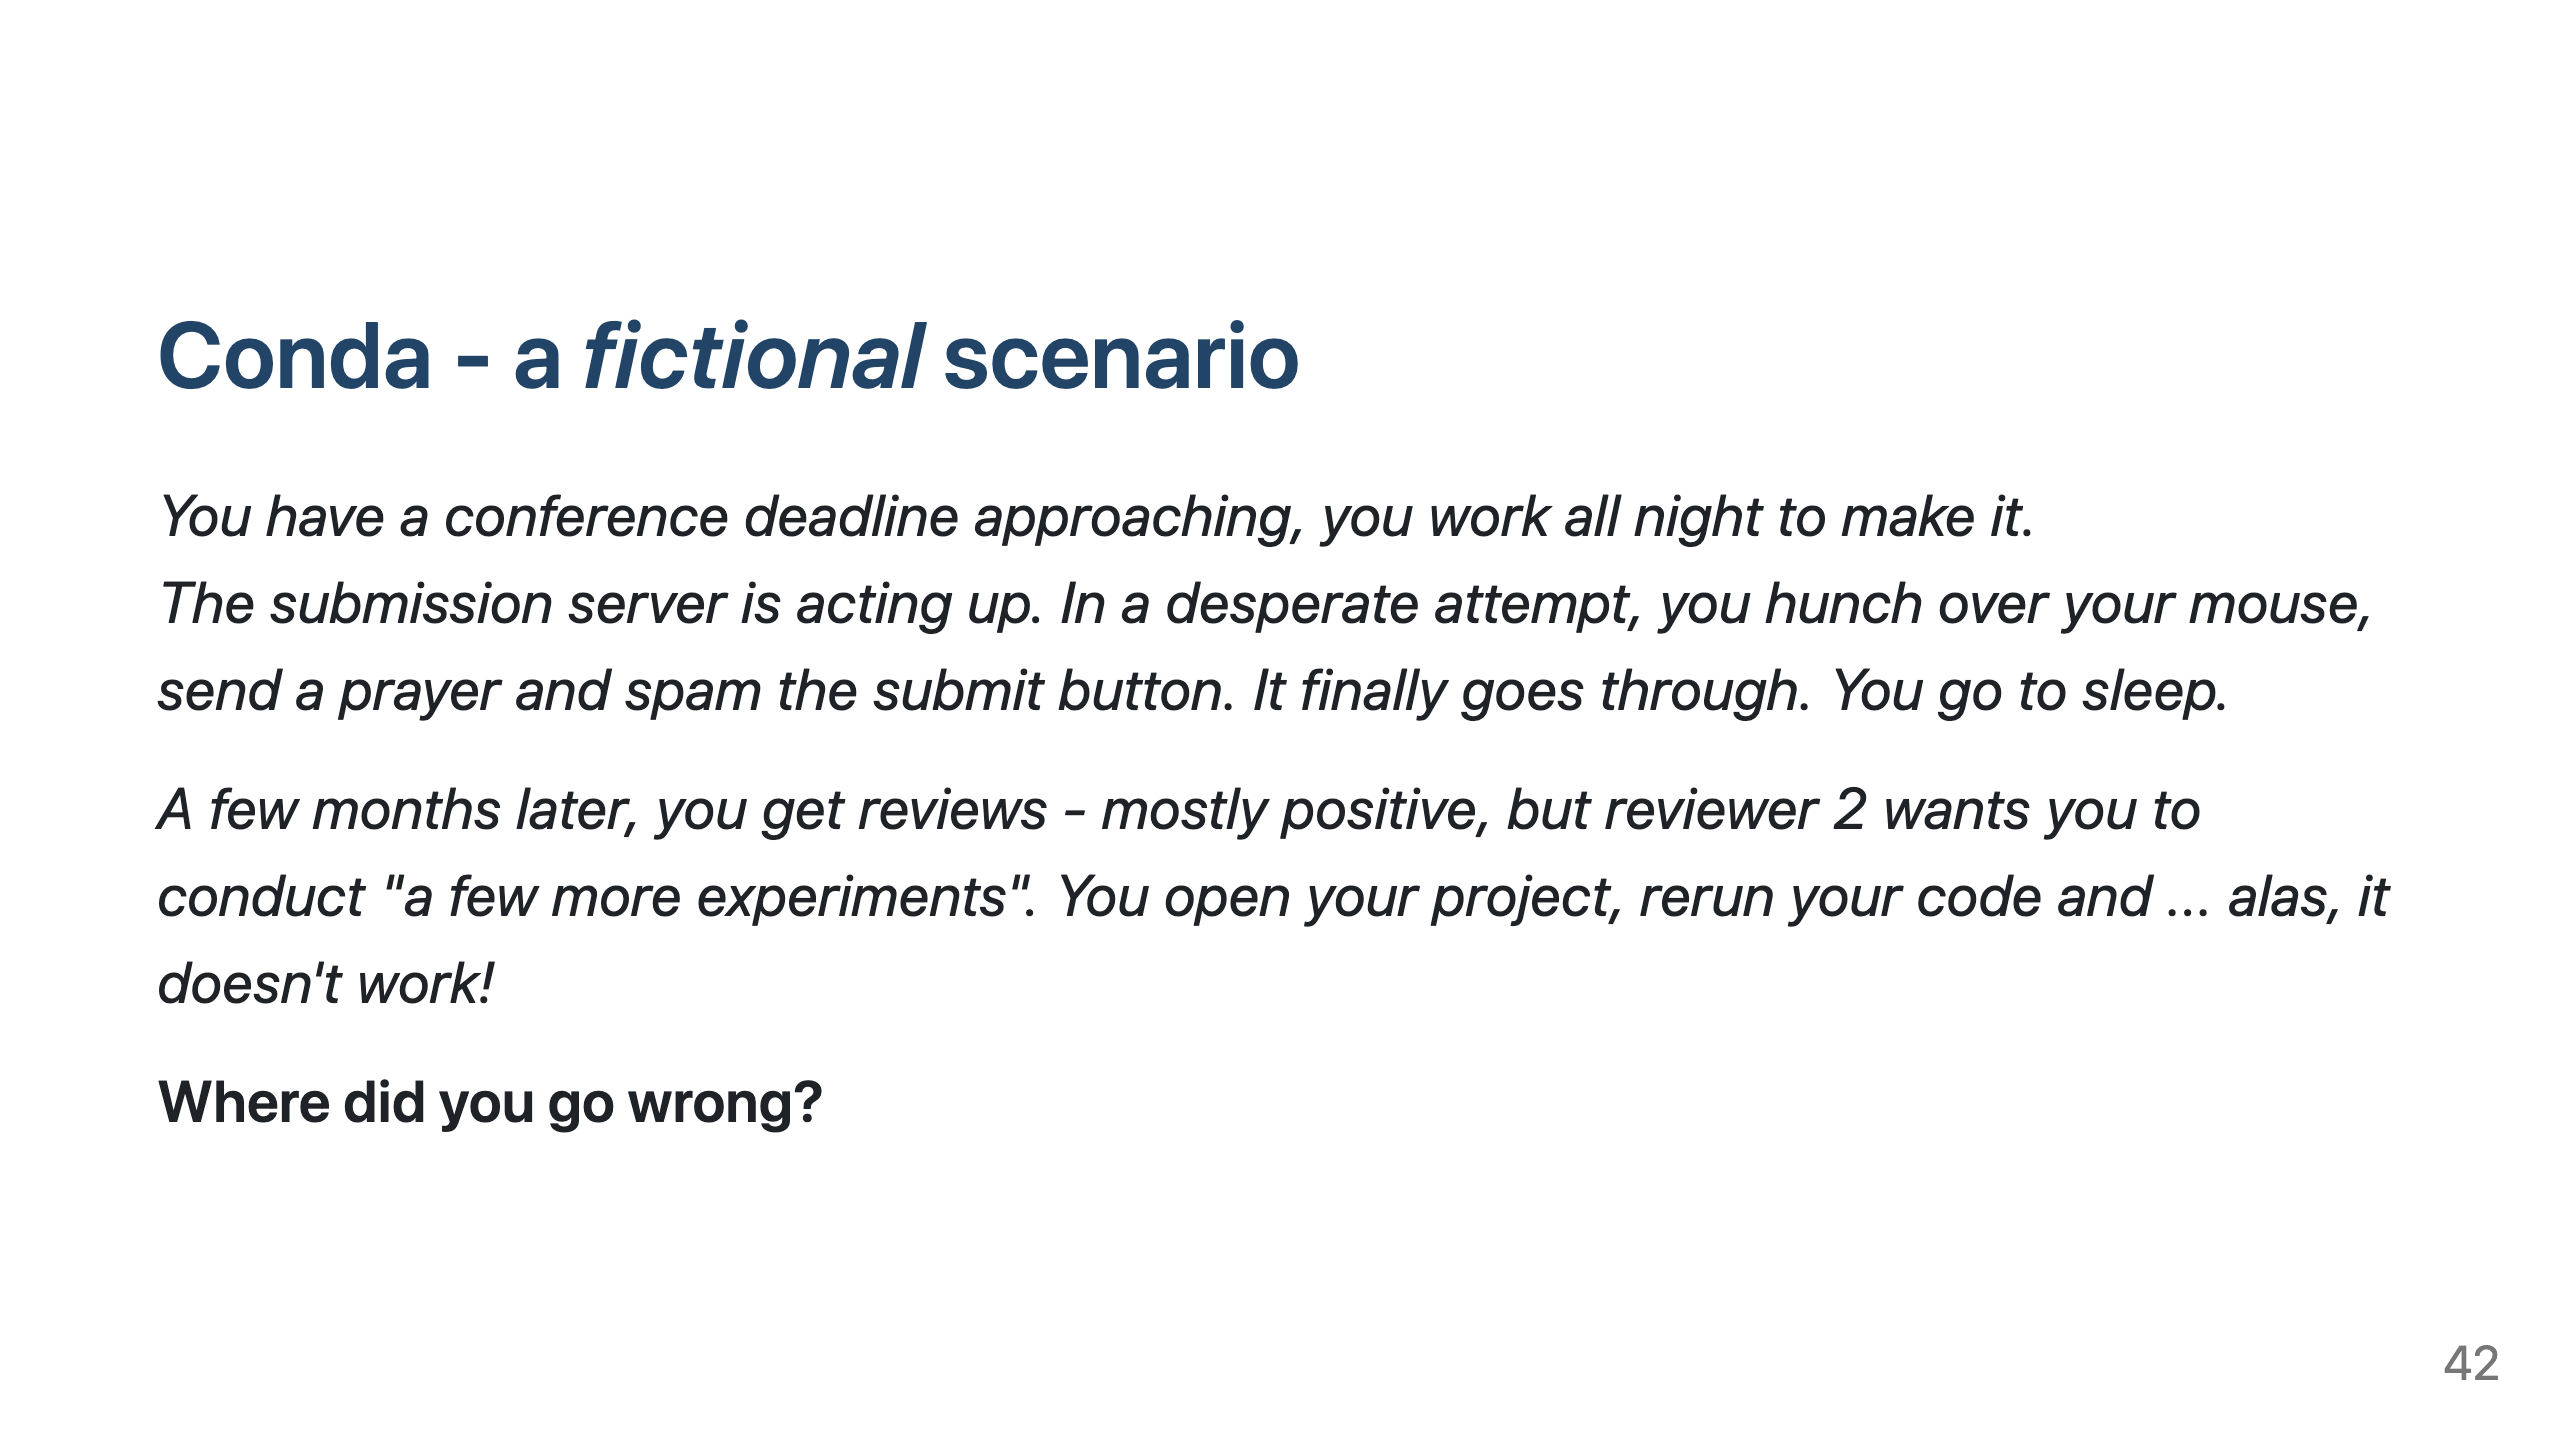 Conda - a fictional scenario
You have a conference deadline approaching, you work all night to make it.
The submission server is acting up. In a desperate attempt, you hunch over your mouse,
send a prayer and spam the submit button. It finally goes through. You go to sleep.
A few months later, you get reviews - mostly positive, but reviewer 2 wants you to
conduct "a few more experiments". You open your project, rerun your code and ... alas, it
doesn't work!
Where did you go wrong?
42